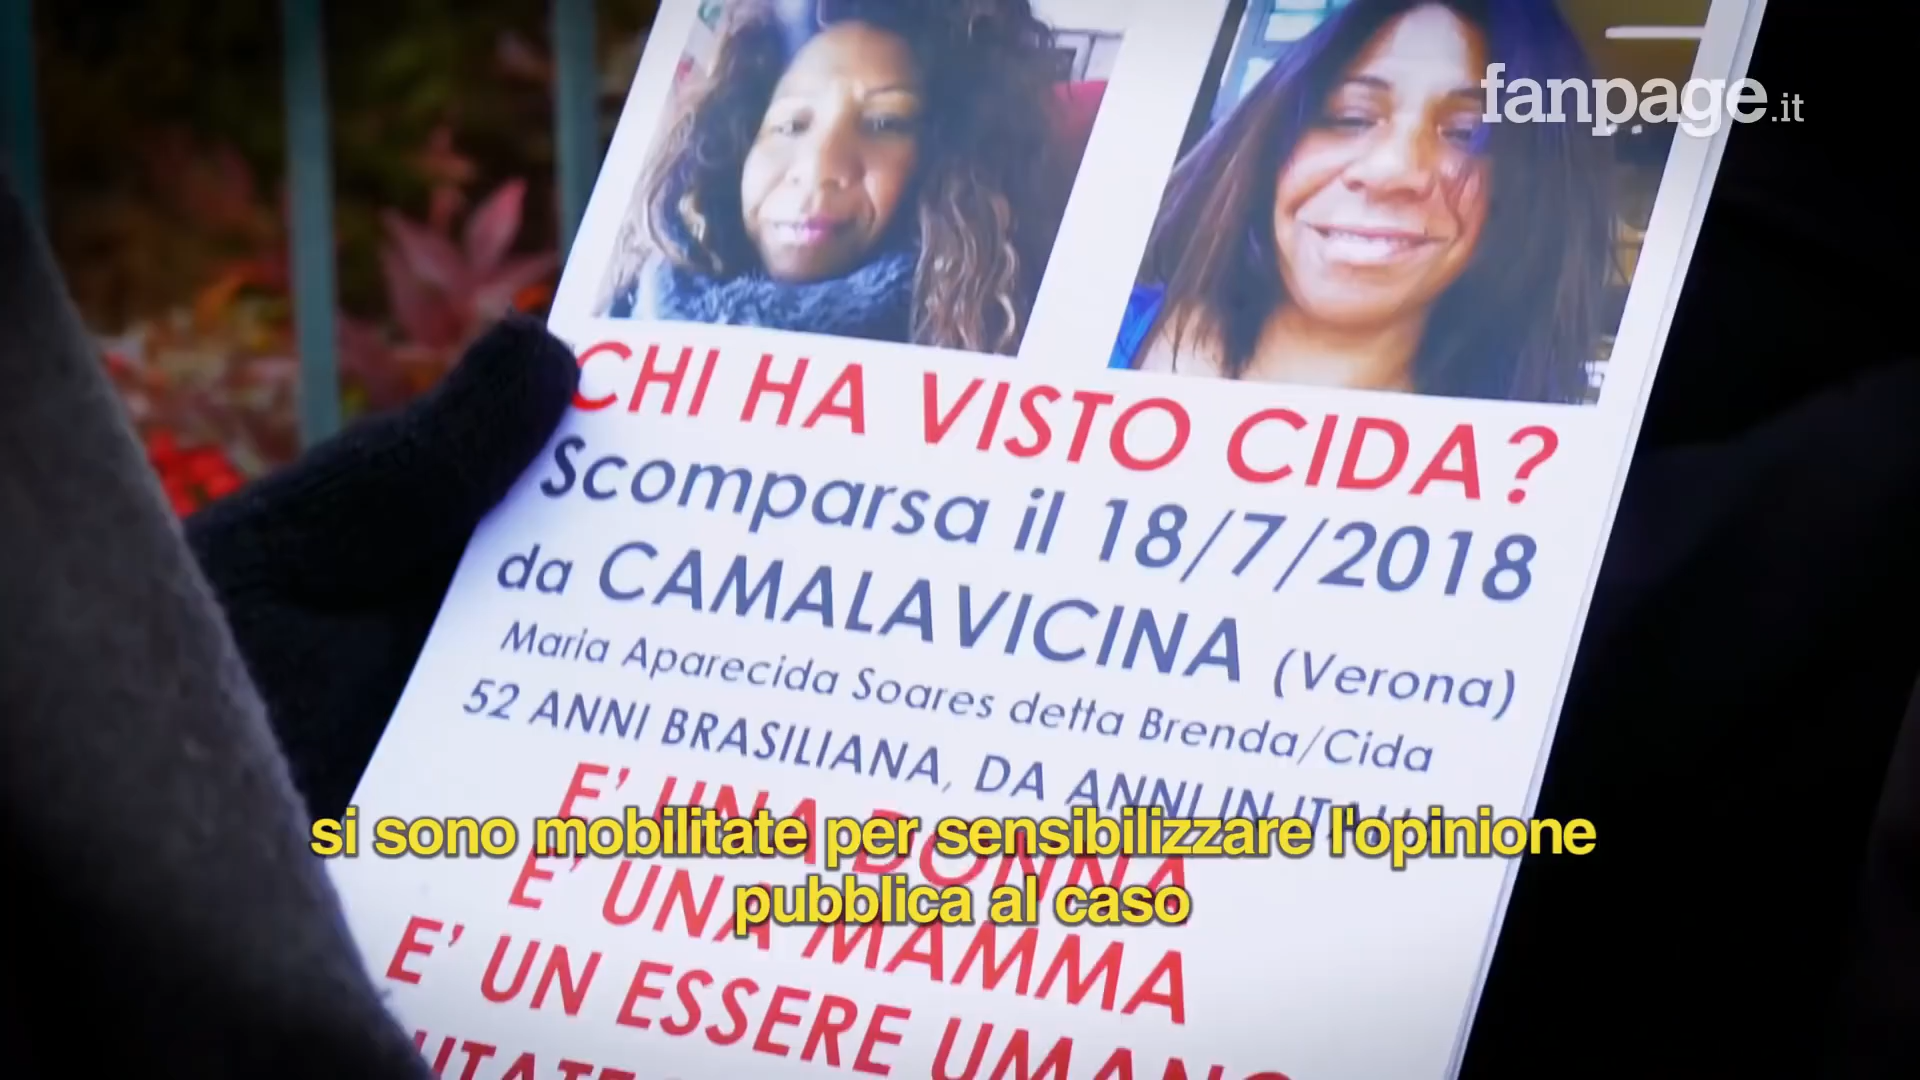 fanpage.it
CHI HA VISTO CIDA?
Scomparsa il 18/7/2018
da CAMALAVICINA (Verona)
Maria Aparecida Soares detta Brenda/Cida
52 ANNI BRASILIANA, DA ANNI IN ITALIA
E' UNA DONNA
si sono mobilitate per sensibilizzare l'opinione
pubblica al caso
E' UNA MAMMA
E' UN ESSERE UMANO